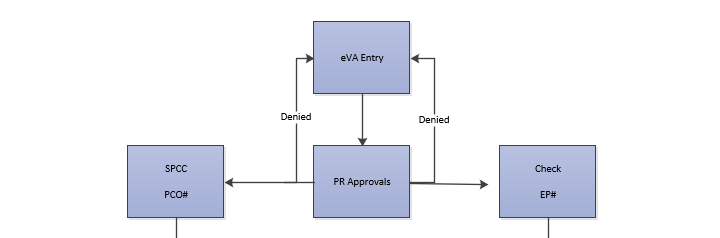 eVA Entry
Denied
Denied
SPCC
PCO#
PR Approvals
Check
EP#